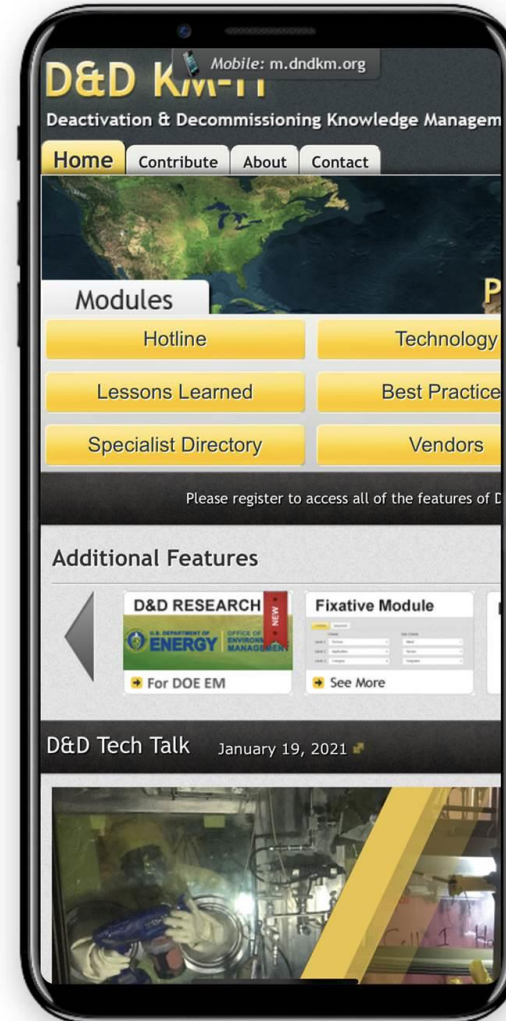 Mobile: m.dndkm.org
D&D KM-IT
Deactivation & Decommissioning Knowledge Managem
Home Contribute About Contact
P
Modules
Hotline Technology
Lessons Learned Best Practice
Specialist Directory Vendors
Please register to access all of the features of D
Additional Features
D&D RESEARCH Fixative Module
NEW
U.S. DEPARTMENT OF OFFICE OF
ENERGY ENVIRONMENTAL
MANAGEMENT
For DOE EM See More
D&D Tech Talk January 19, 2021
Cell 1